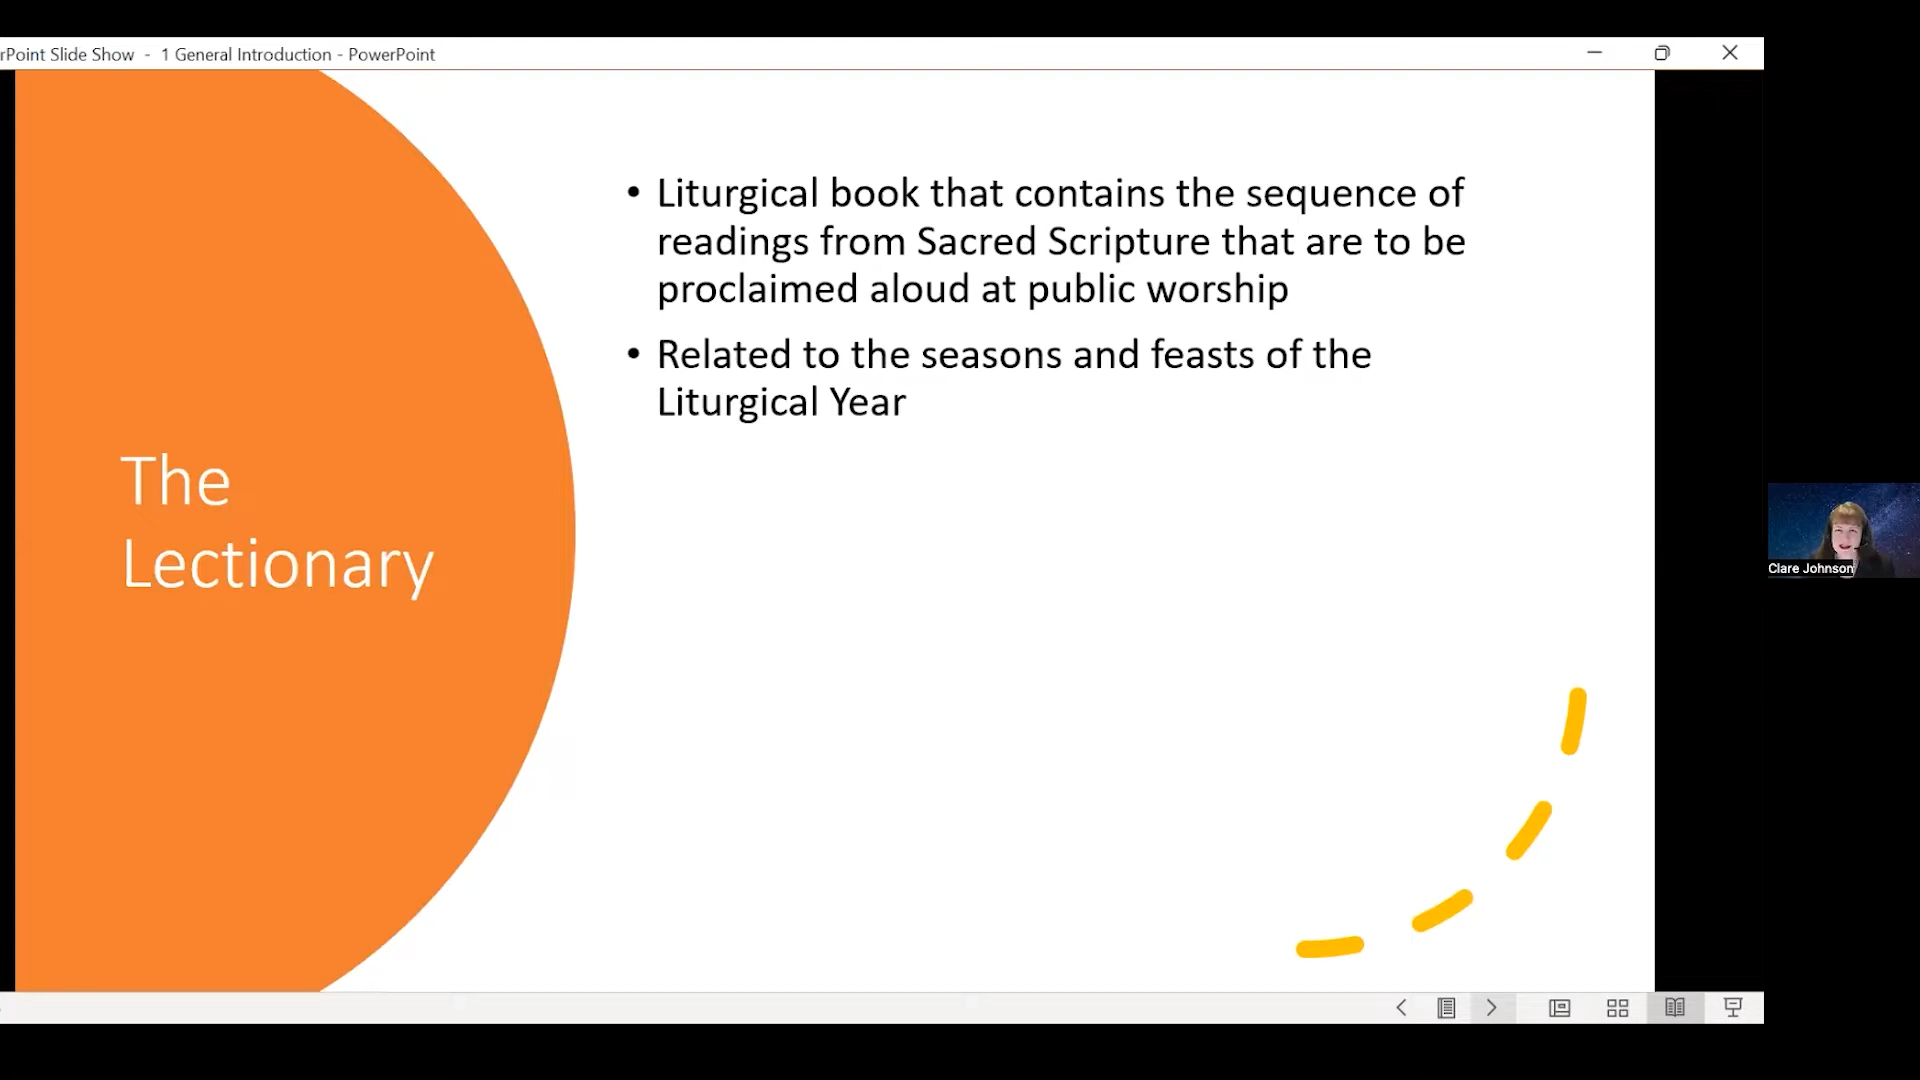 rPoint Slide Show - 1 General Introduction - PowerPoint
The
Lectionary
• Liturgical book that contains the sequence of
readings from Sacred Scripture that are to be
proclaimed aloud at public worship
• Related to the seasons and feasts of the
Liturgical Year
Clare Johnson